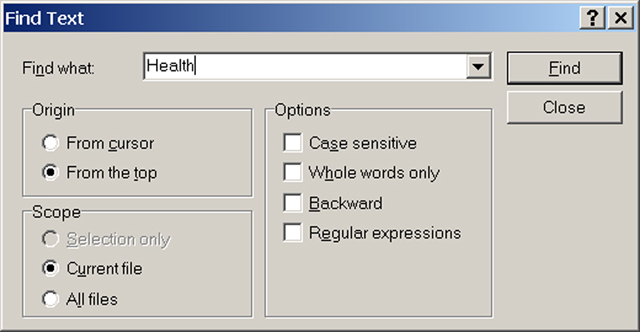 Find Text
Find what: Health Find
Close
Origin
From cursor
From the top
Scope
Selection only
Current file
All files
Options
Case sensitive
Whole words only
Backward
Regular expressions